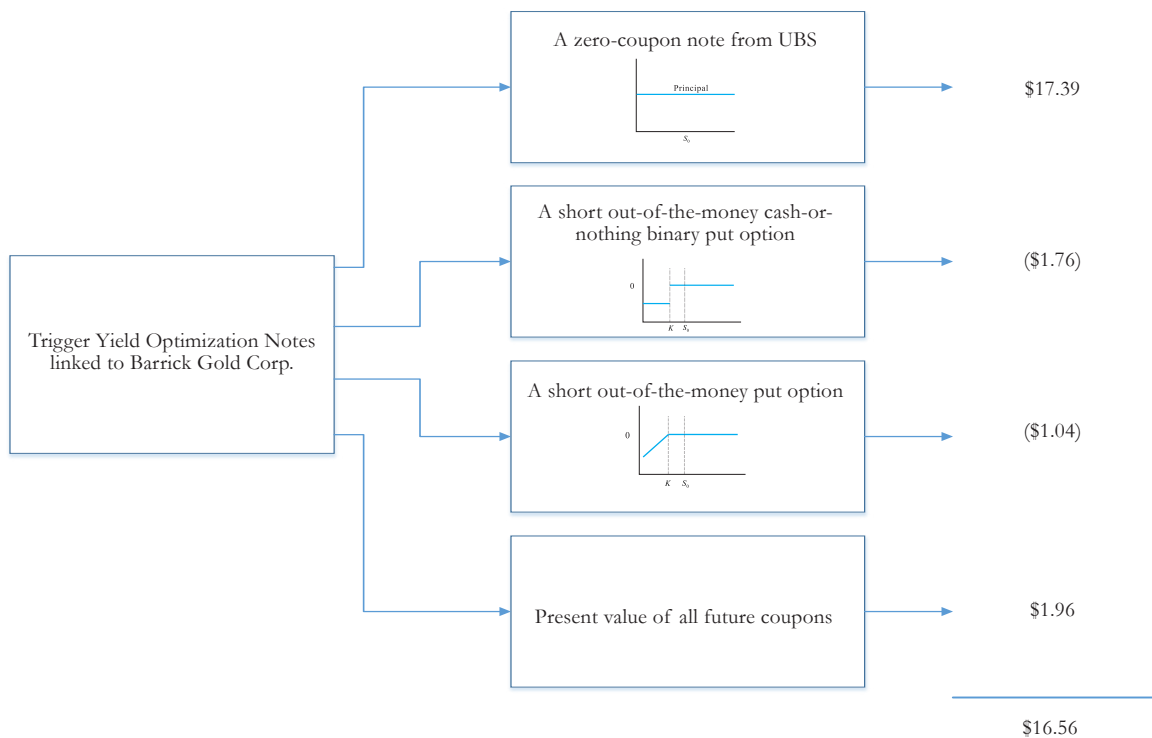 A zero-coupon note from UBS
Principal
S0
$17.39
A short out-of-the-money cash-or-
nothing binary put option
0
K S0
($1.76)
Trigger Yield Optimization Notes
linked to Barrick Gold Corp.
A short out-of-the-money put option
0
K S0
($1.04)
Present value of all future coupons
$1.96
$16.56